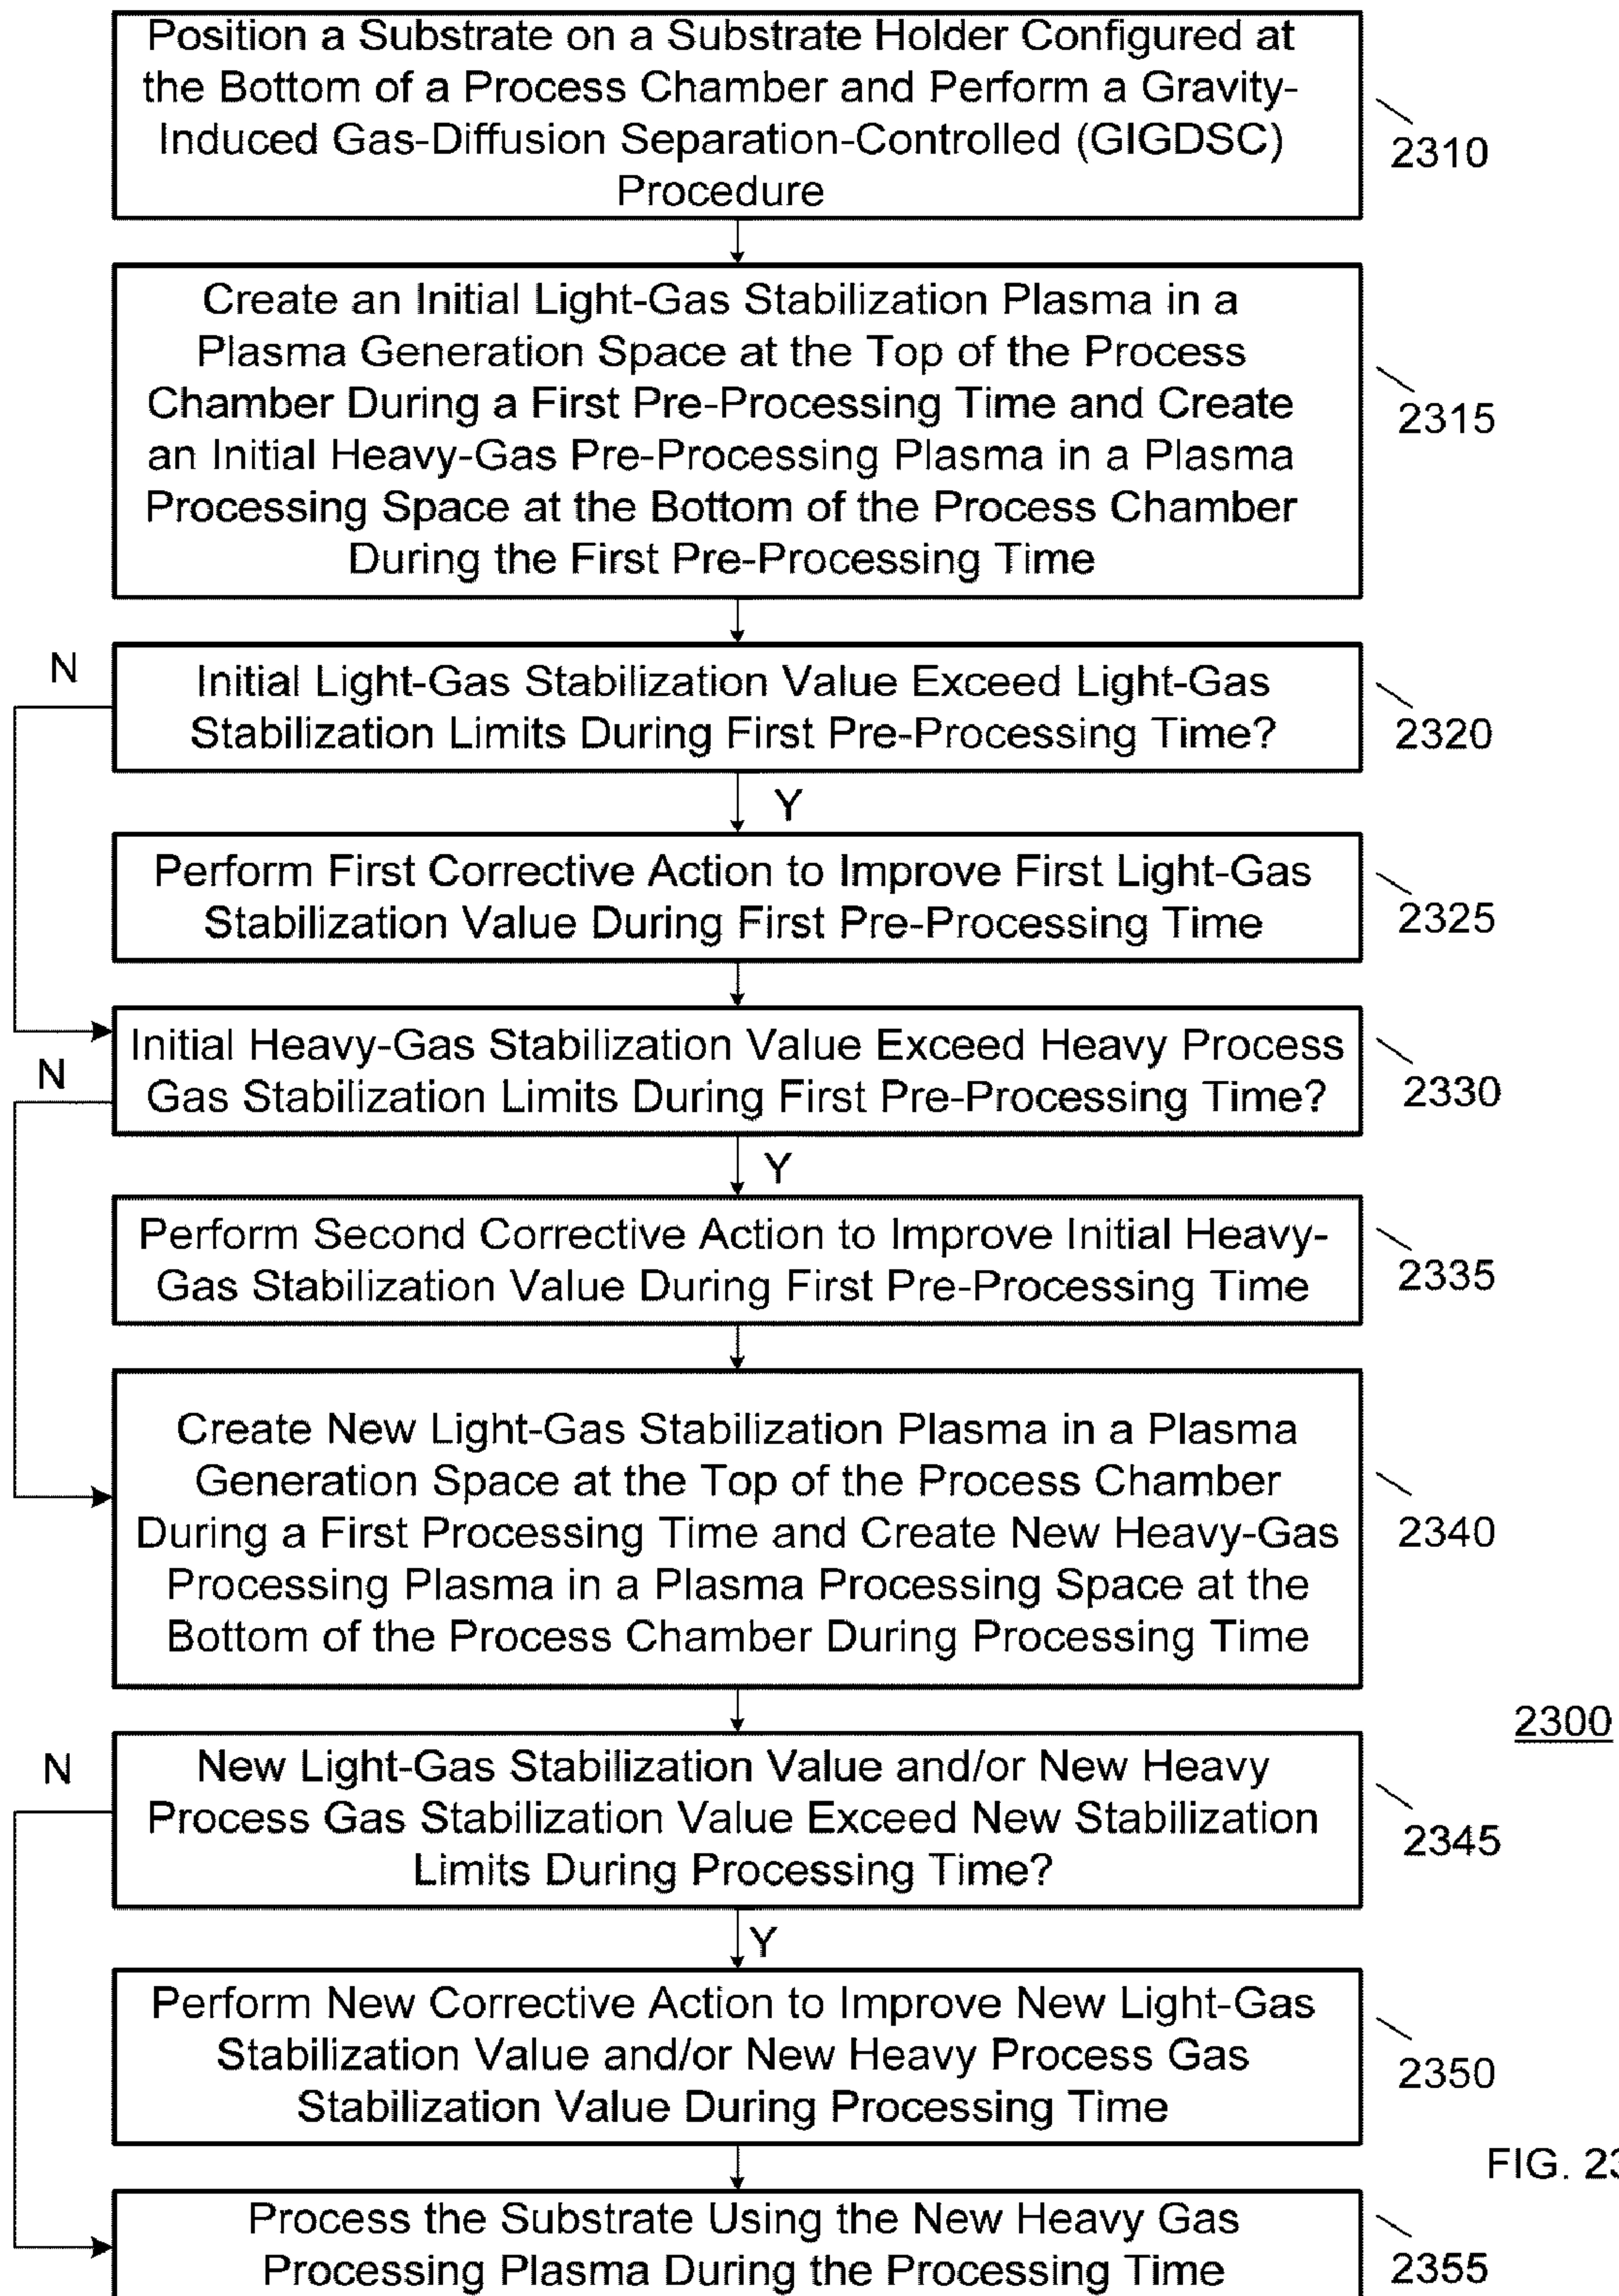 Position a Substrate on a Substrate Holder Configured at
the Bottom of a Process Chamber and Perform a Gravity-
Induced Gas-Diffusion Separation-Controlled (GIGDSC)
Procedure
2310
Create an Initial Light-Gas Stabilization Plasma in a
Plasma Generation Space at the Top of the Process
Chamber During a First Pre-Processing Time and Create
an Initial Heavy-Gas Pre-Processing Plasma in a Plasma
Processing Space at the Bottom of the Process Chamber
During the First Pre-Processing Time
2315
N
Initial Light-Gas Stabilization Value Exceed Light-Gas
Stabilization Limits During First Pre-Processing Time?
2320
Y
Perform First Corrective Action to Improve First Light-Gas
Stabilization Value During First Pre-Processing Time
2325
Initial Heavy-Gas Stabilization Value Exceed Heavy Process
Gas Stabilization Limits During First Pre-Processing Time?
2330
N
Y
Perform Second Corrective Action to Improve Initial Heavy-
Gas Stabilization Value During First Pre-Processing Time
2335
Create New Light-Gas Stabilization Plasma in a Plasma
Generation Space at the Top of the Process Chamber
During a First Processing Time and Create New Heavy-Gas
Processing Plasma in a Plasma Processing Space at the
Bottom of the Process Chamber During Processing Time
2340
2300
N
New Light-Gas Stabilization Value and/or New Heavy
Process Gas Stabilization Value Exceed New Stabilization
Limits During Processing Time?
2345
Y
Perform New Corrective Action to Improve New Light-Gas
Stabilization Value and/or New Heavy Process Gas
Stabilization Value During Processing Time
2350
FIG. 23
Process the Substrate Using the New Heavy Gas
Processing Plasma During the Processing Time
2355